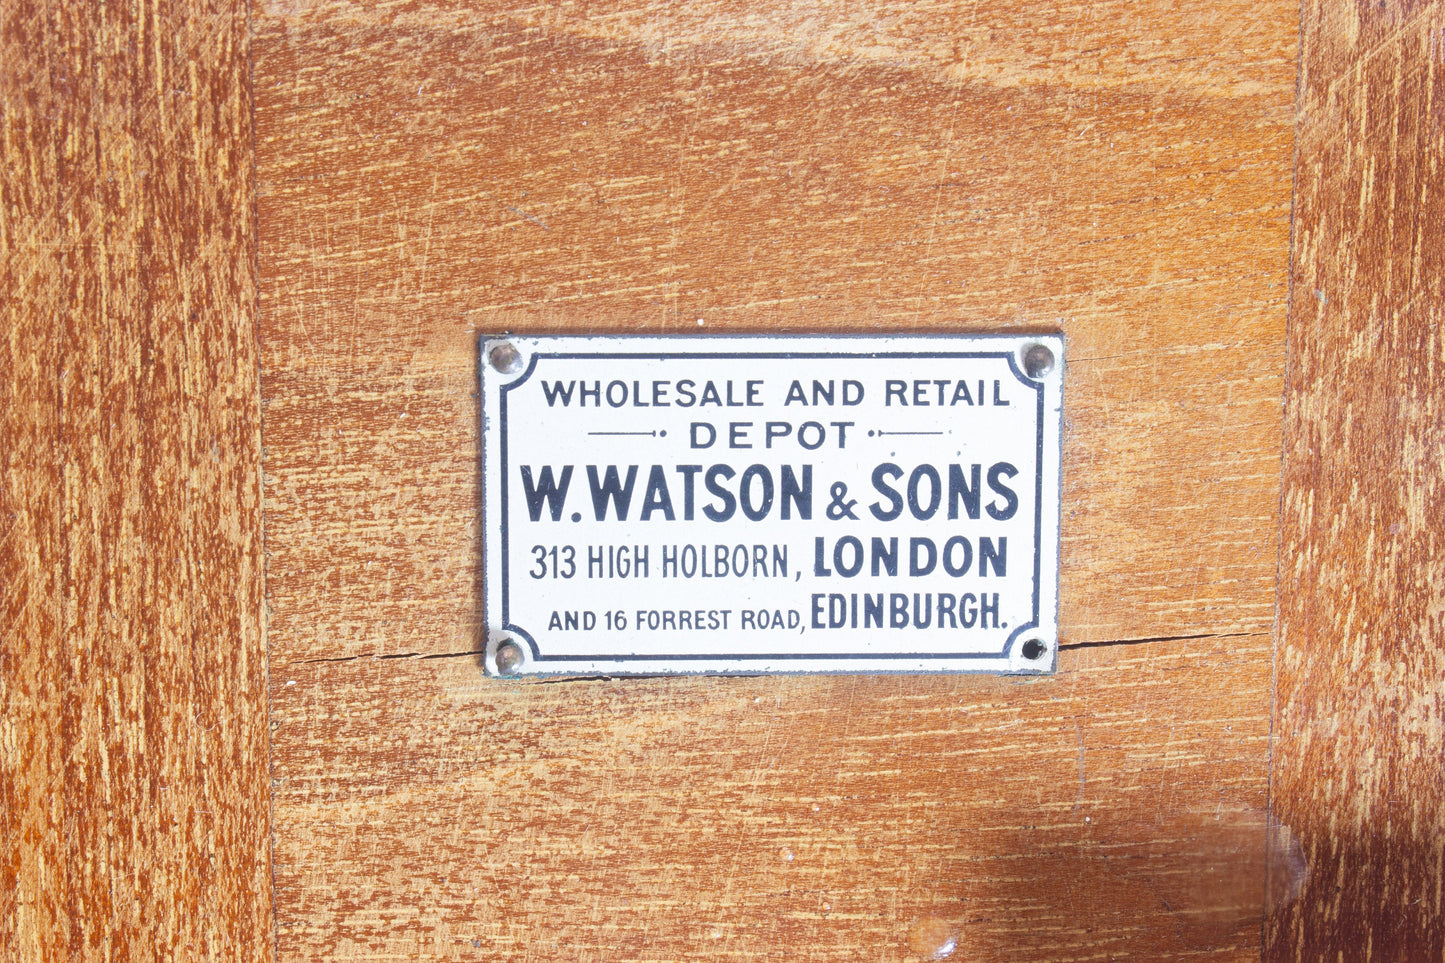 WHOLESALE AND RETAIL
DEPOT
W. WATSON & SONS
313 HIGH HOLBORN, LONDON
AND 16 FORREST ROAD, EDINBURGH.